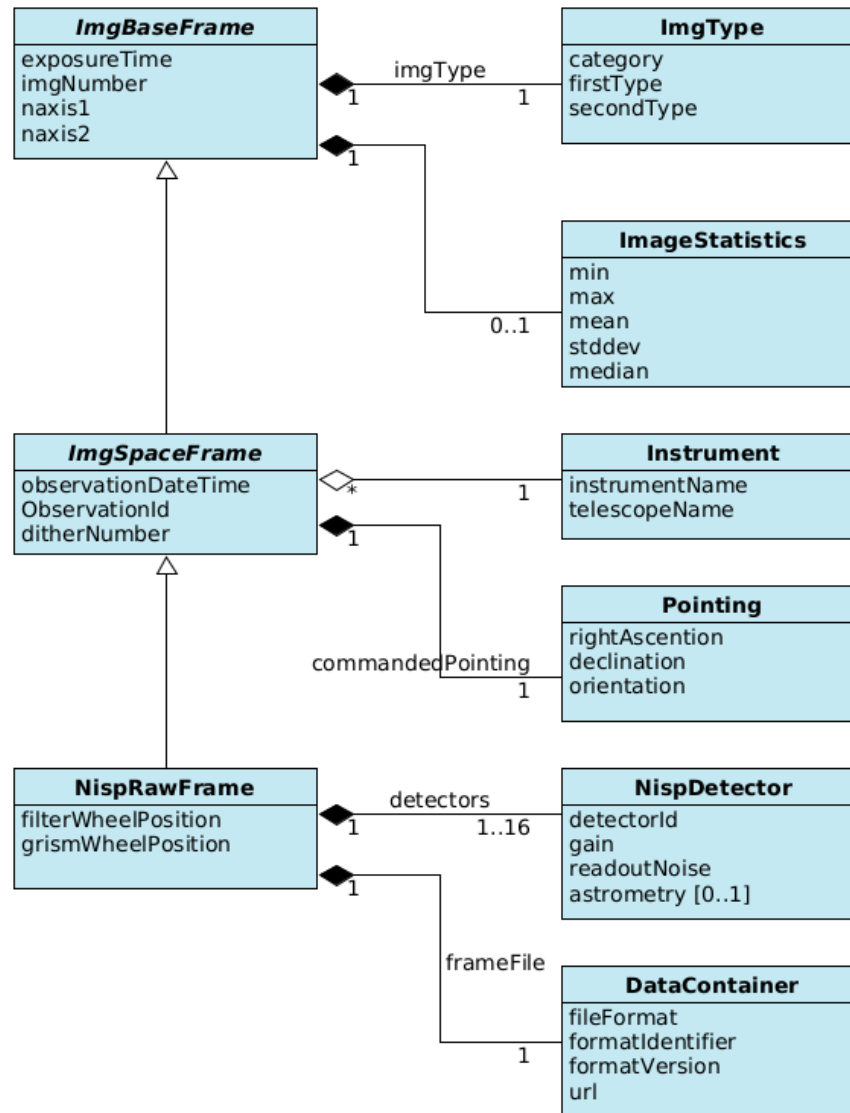 ImgBaseFrame
exposureTime
imgNumber
naxis1
naxis2
imgType
1
1
ImgType
category
firstType
secondType
1
0..1
ImageStatistics
min
max
mean
stddev
median
ImgSpaceFrame
observationDateTime
ObservationId
ditherNumber
*
1
Instrument
instrumentName
telescopeName
1
commandedPointing
1
Pointing
rightAscention
declination
orientation
NispRawFrame
filterWheelPosition
grismWheelPosition
detectors
1
1..16
NispDetector
detectorId
gain
readoutNoise
astrometry [0..1]
1
frameFile
1
DataContainer
fileFormat
formatIdentifier
formatVersion
url